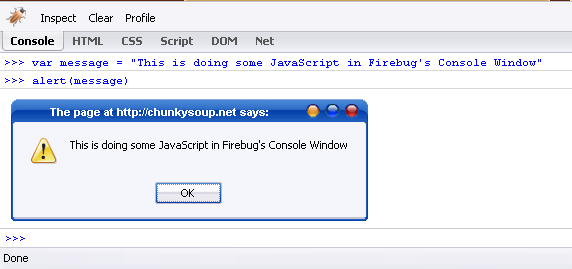 Inspect Clear Profile
Console HTML CSS Script DOM Net
>>> var message = "This is doing some JavaScript in Firebug's Console Window"
>>> alert(message)
The page at http://chunkysoup.net says:
This is doing some JavaScript in Firebug's Console Window
OK
>>>
Done